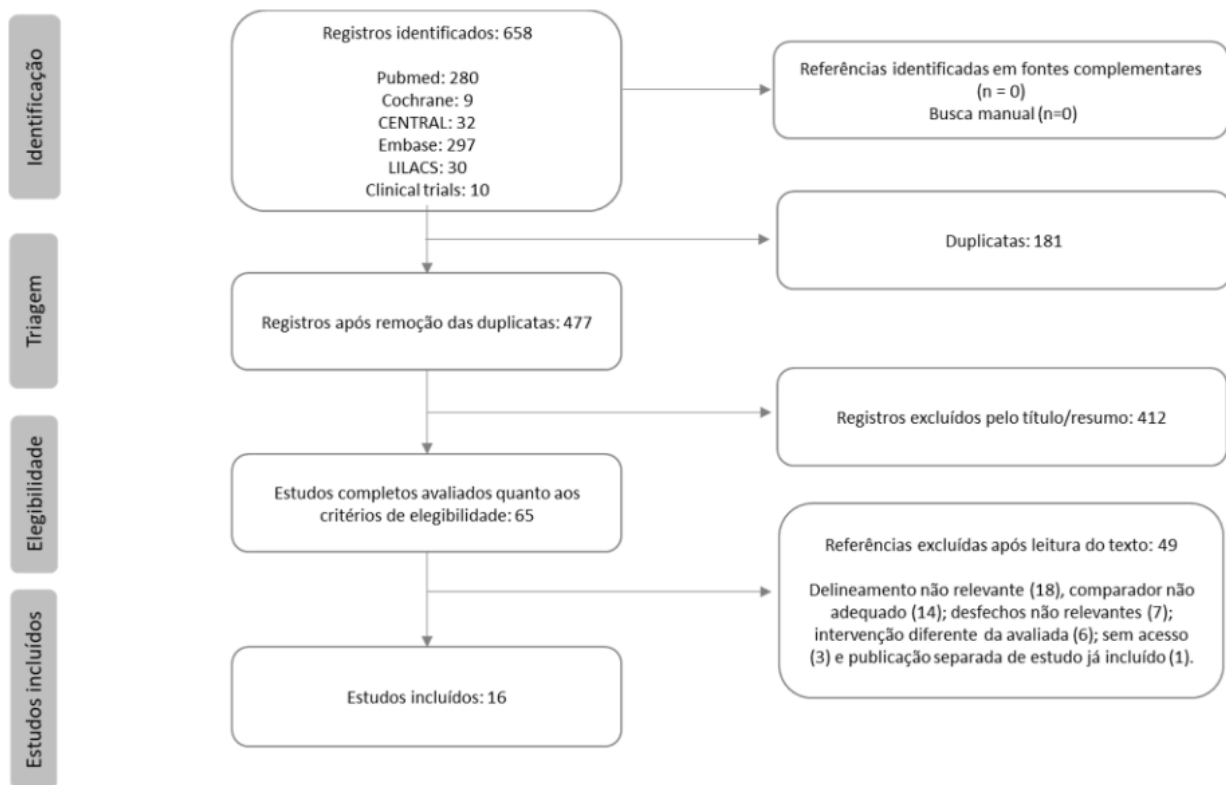 Identificação
Registros identificados: 658
Pubmed: 280
Cochrane: 9
CENTRAL: 32
Embase: 297
LILACS: 30
Clinical trials: 10
Referências identificadas em fontes complementares
(n = 0)
Busca manual (n=0)
Triagem
Duplicatas: 181
Registros após remoção das duplicatas: 477
Registros excluídos pelo título/resumo: 412
Elegibilidade
Estudos completos avaliados quanto aos
critérios de elegibilidade: 65
Referências excluídas após leitura do texto: 49
Delineamento não relevante (18), comparador não
adequado (14); desfechos não relevantes (7);
intervenção diferente da avaliada (6); sem acesso
(3) e publicação separada de estudo já incluído (1).
Estudos incluídos
Estudos incluídos: 16